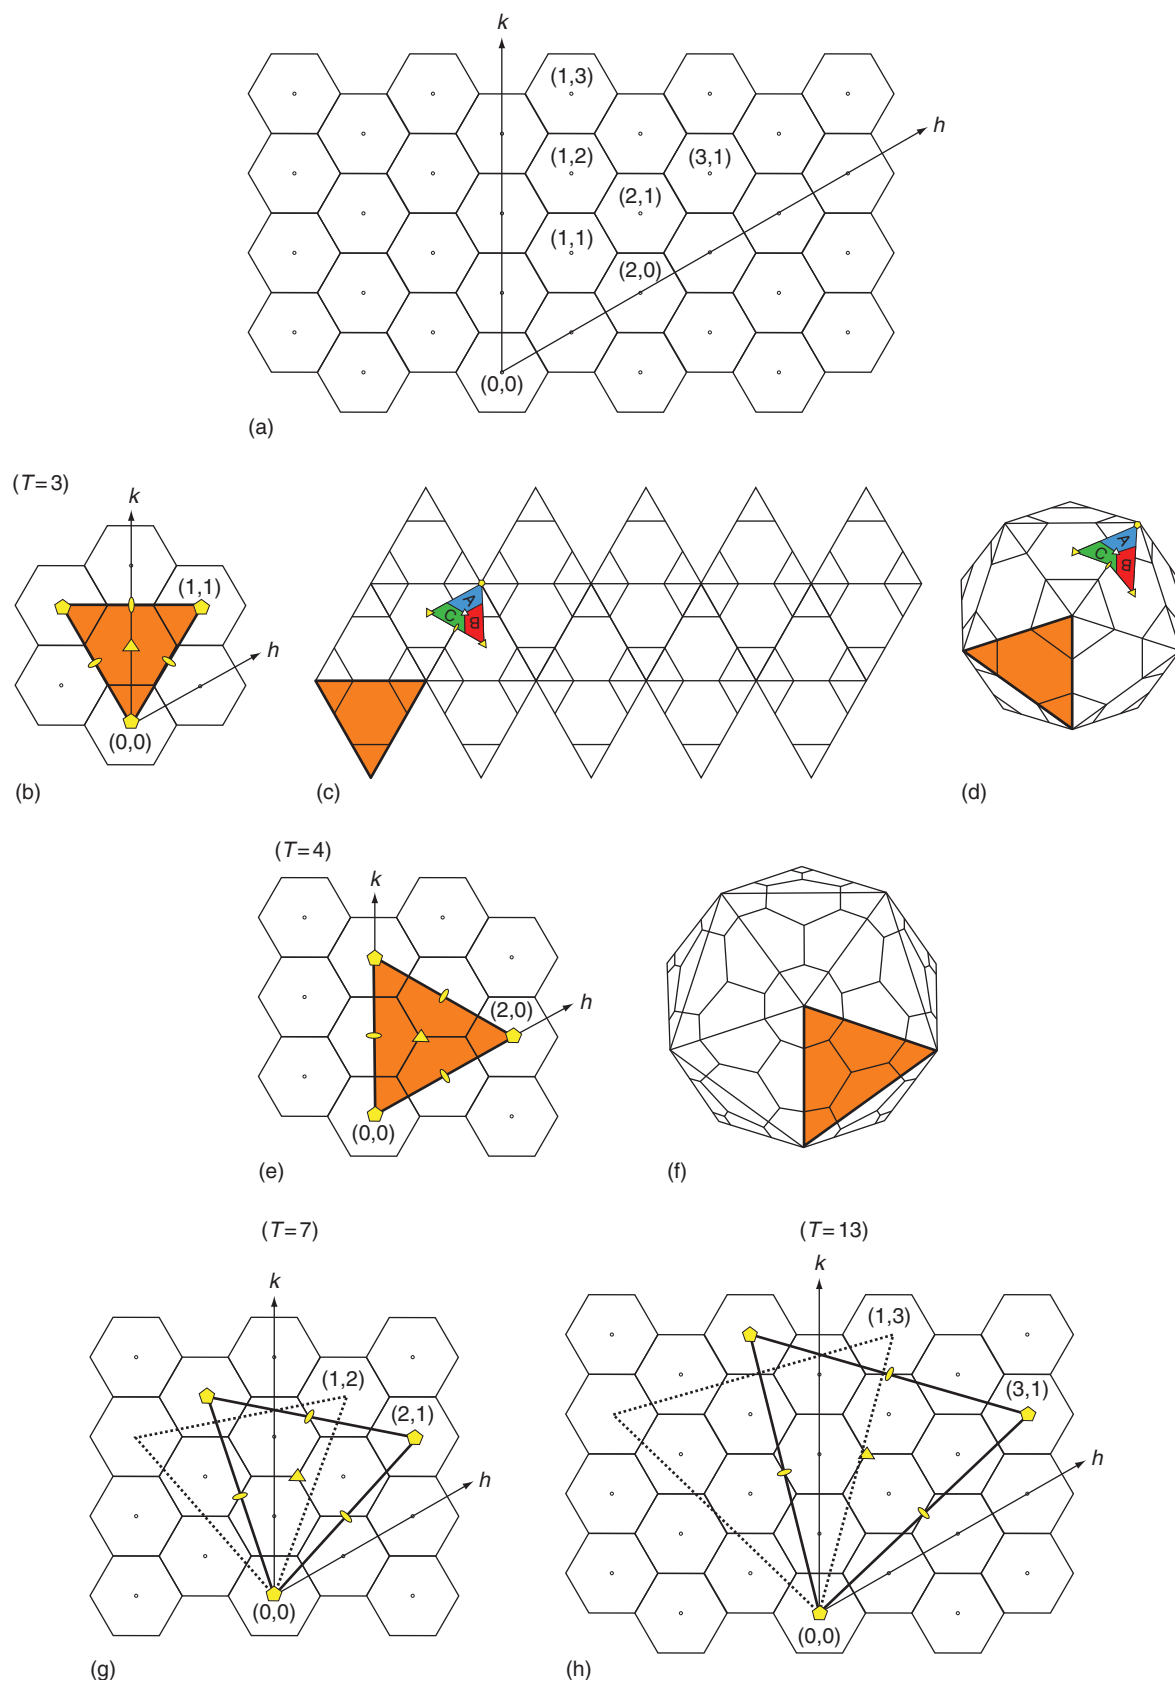 k
(1,3)
h
(1,2)
(3,1)
(2,1)
(1,1)
(2,0)
(0,0)
(a)
(T=3)
k
(1,1)
h
(0,0)
A
C
B
A
C
B
(b)
(c)
(d)
(T=4)
k
(2,0)
h
(0,0)
(e)
(f)
(T=7)
(T=13)
k
(1,2)
(2,1)
h
(0,0)
(g)
k
(1,3)
(3,1)
h
(0,0)
(h)